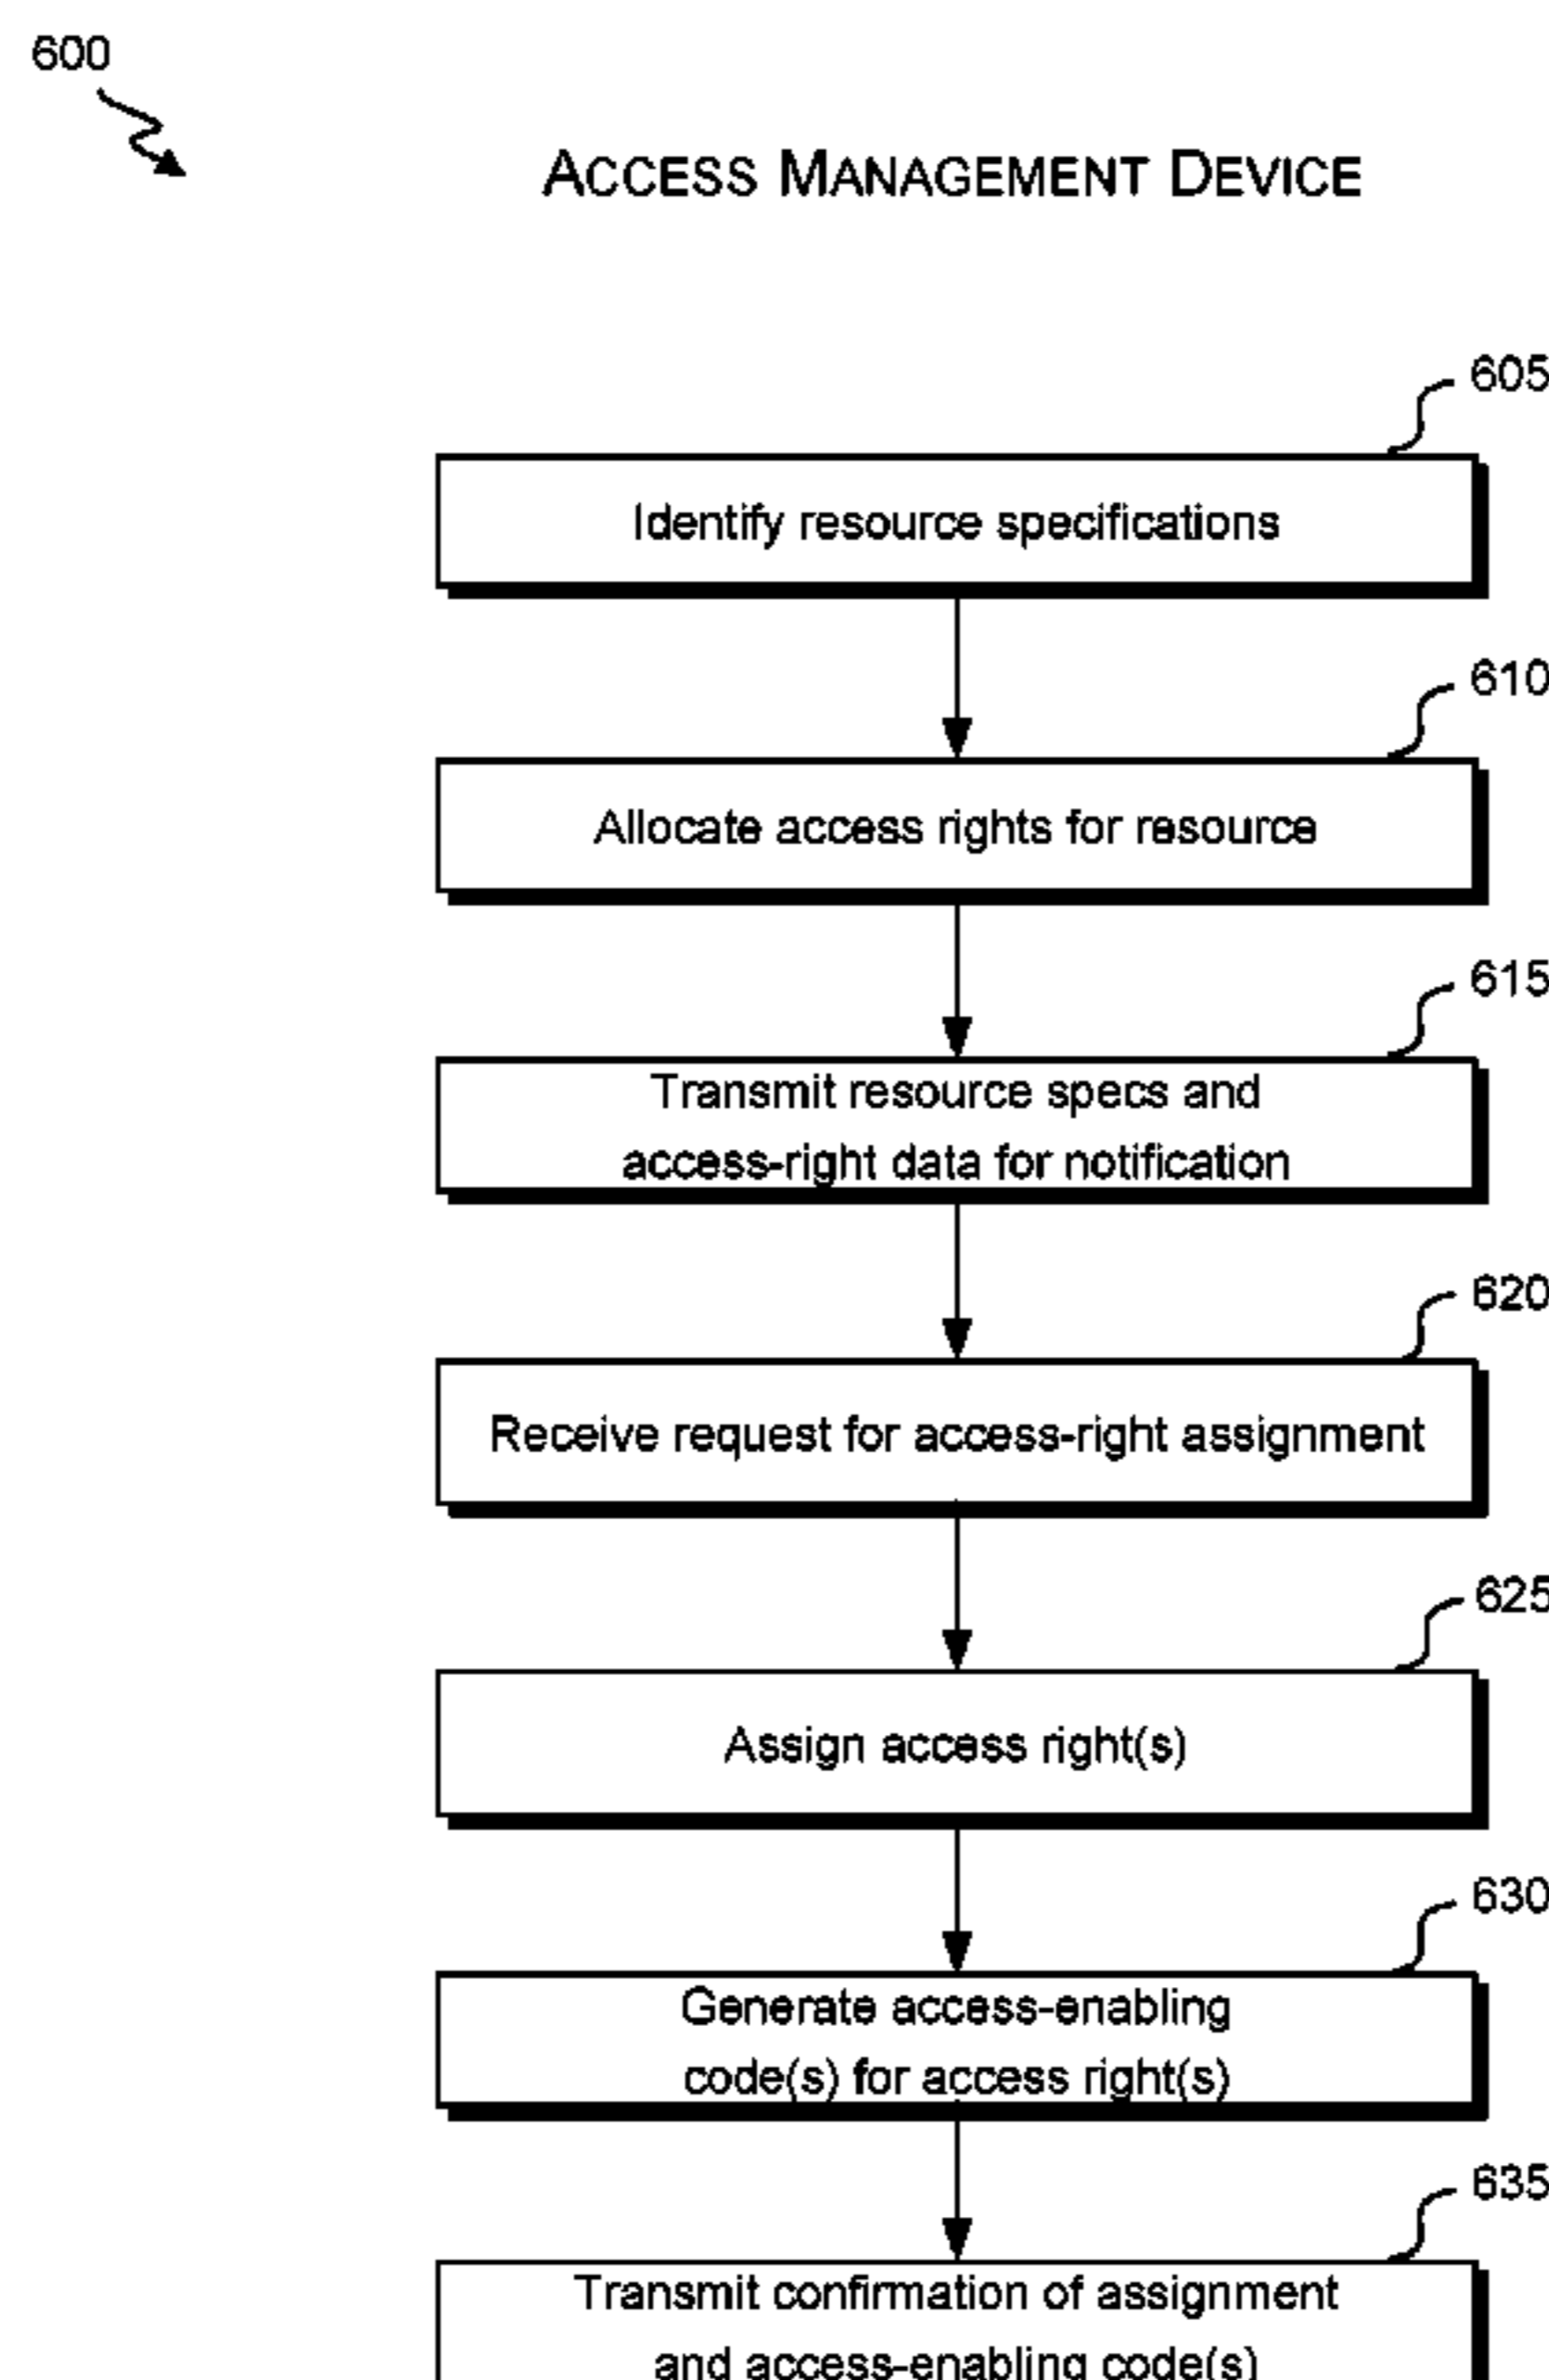 600
ACCESS MANAGEMENT DEVICE
605
Identify resource specifications
610
Allocate access rights for resource
615
Transmit resource specs and
access-right data for notification
620
Receive request for access-right assignment
625
Assign access right(s)
630
Generate access-enabling
code(s) for access right(s)
635
Transmit confirmation of assignment
and access-enabling code(s)